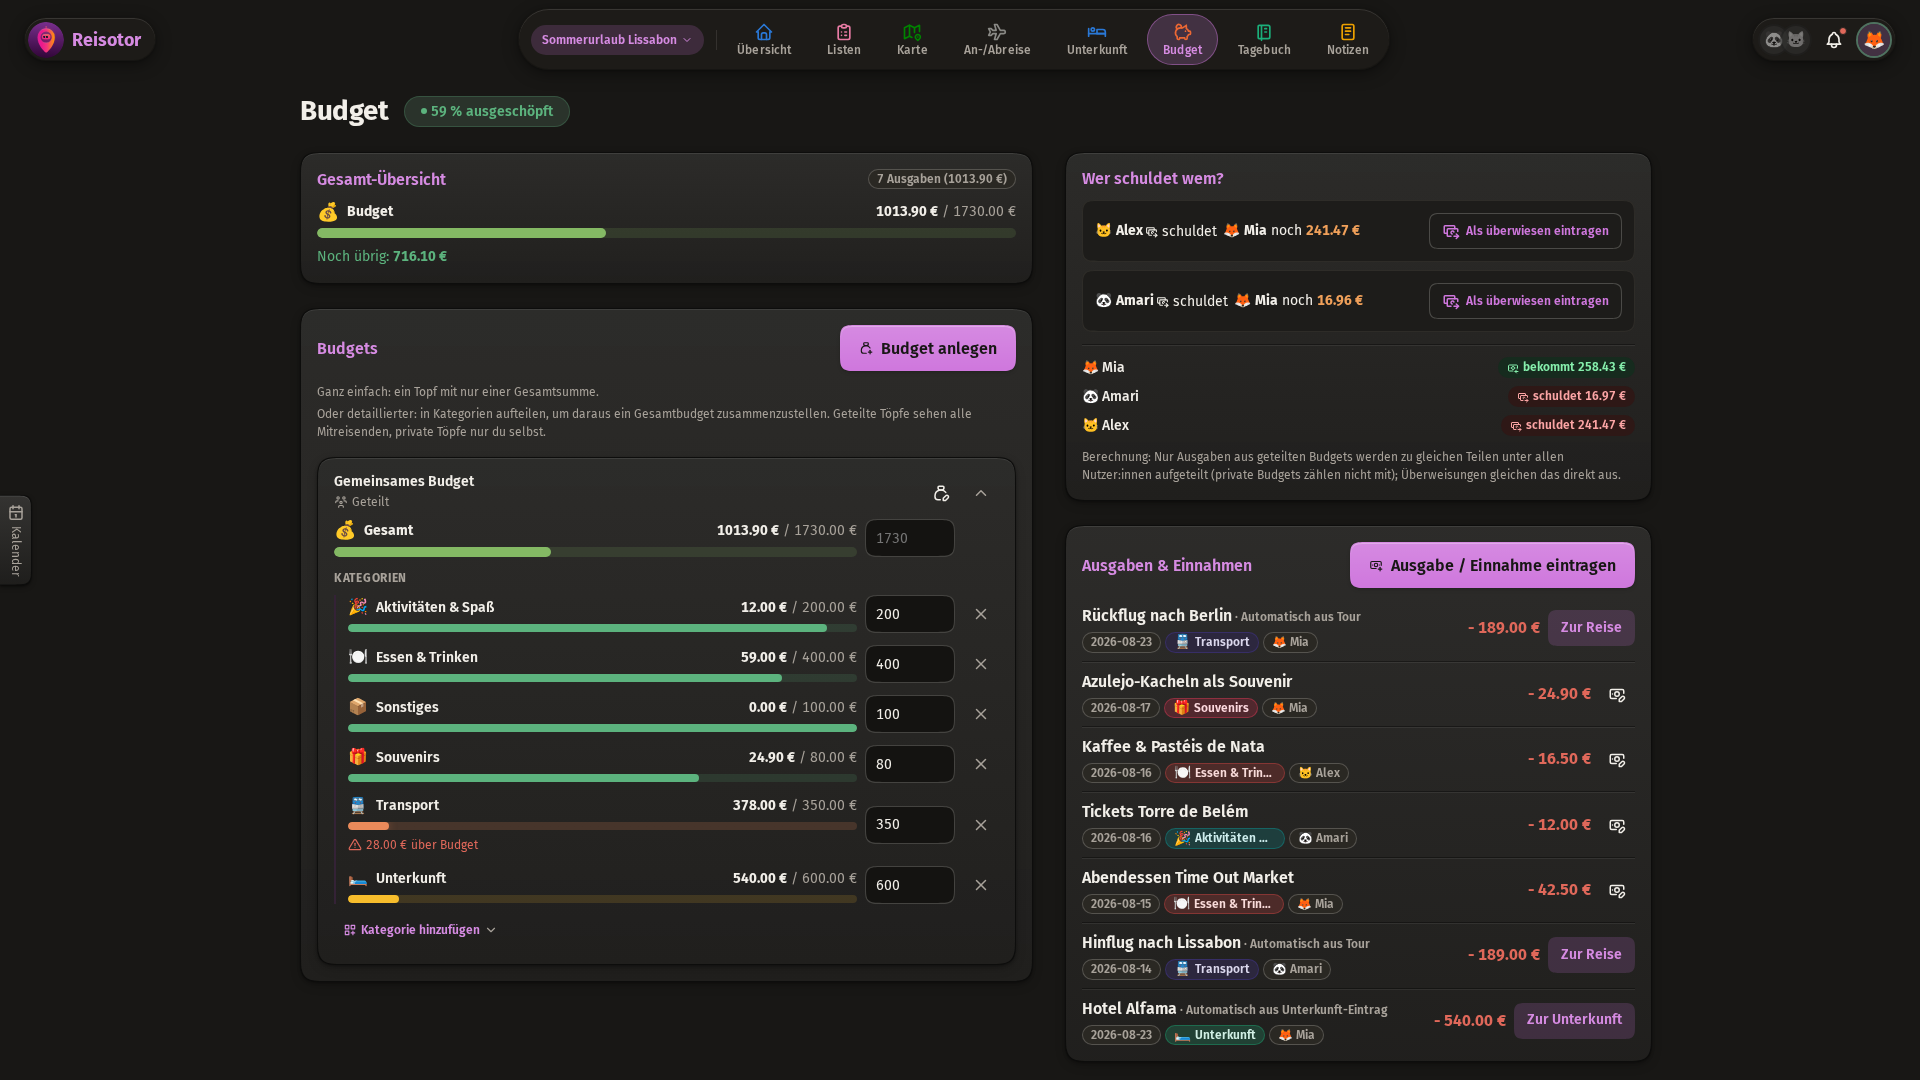 Reisotor
Sommerurlaub Lissabon
Übersicht
Listen
Karte
An-/Abreise
Unterkunft
Budget
Tagebuch
Notizen
Budget
59 % ausgeschöpft
Gesamt-Übersicht
7 Ausgaben (1013.90 €)
Budget
1013.90 € / 1730.00 €
Noch übrig: 716.10 €
Budgets
Budget anlegen
Ganz einfach: ein Topf mit nur einer Gesamtsumme.
Oder detaillierter: in Kategorien aufteilen, um daraus ein Gesamtbudget zusammenzustellen. Geteilte Töpfe sehen alle
Mitreisenden, private Töpfe nur du selbst.
Gemeinsames Budget
Geteilt
Gesamt
1013.90 € / 1730.00 €
1730
KATEGORIEN
Aktivitäten & Spaß
12.00 € / 200.00 €
200
Essen & Trinken
59.00 € / 400.00 €
400
Sonstiges
0.00 € / 100.00 €
100
Souvenirs
24.90 € / 80.00 €
80
Transport
378.00 € / 350.00 €
350
28.00 € über Budget
Unterkunft
540.00 € / 600.00 €
600
Kategorie hinzufügen
Kalender
Wer schuldet wem?
Alex schuldet Mia noch 241.47 €
Als überwiesen eintragen
Amari schuldet Mia noch 16.96 €
Als überwiesen eintragen
Mia
bekommt 258.43 €
Amari
schuldet 16.97 €
Alex
schuldet 241.47 €
Berechnung: Nur Ausgaben aus geteilten Budgets werden zu gleichen Teilen unter allen
Nutzer:innen aufgeteilt (private Budgets zählen nicht mit); Überweisungen gleichen das direkt aus.
Ausgaben & Einnahmen
Ausgabe / Einnahme eintragen
Rückflug nach Berlin · Automatisch aus Tour
2026-08-23 Transport Mia
- 189.00 €
Zur Reise
Azulejo-Kacheln als Souvenir
2026-08-17 Souvenirs Mia
- 24.90 €
Kaffee & Pastéis de Nata
2026-08-16 Essen & Trin... Alex
- 16.50 €
Tickets Torre de Belém
2026-08-16 Aktivitäten ... Amari
- 12.00 €
Abendessen Time Out Market
2026-08-15 Essen & Trin... Mia
- 42.50 €
Hinflug nach Lissabon · Automatisch aus Tour
2026-08-14 Transport Amari
- 189.00 €
Zur Reise
Hotel Alfama · Automatisch aus Unterkunft-Eintrag
2026-08-23 Unterkunft Mia
- 540.00 €
Zur Unterkunft